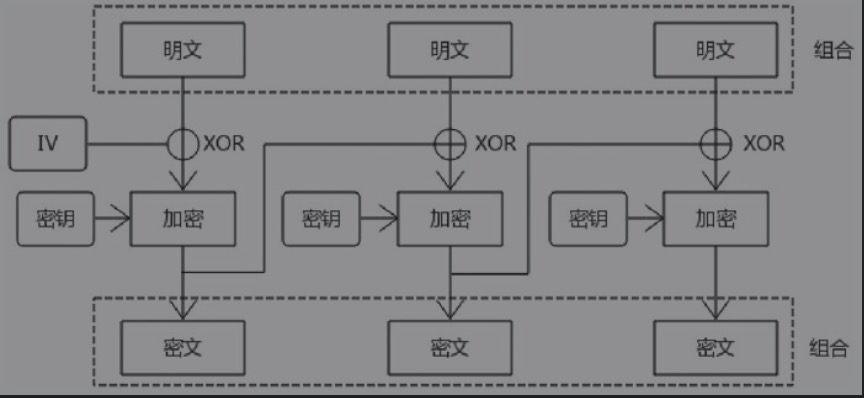 明文 明文 明文 组合
IV XOR XOR XOR
密钥 加密 密钥 加密 密钥 加密
密文 密文 密文 组合